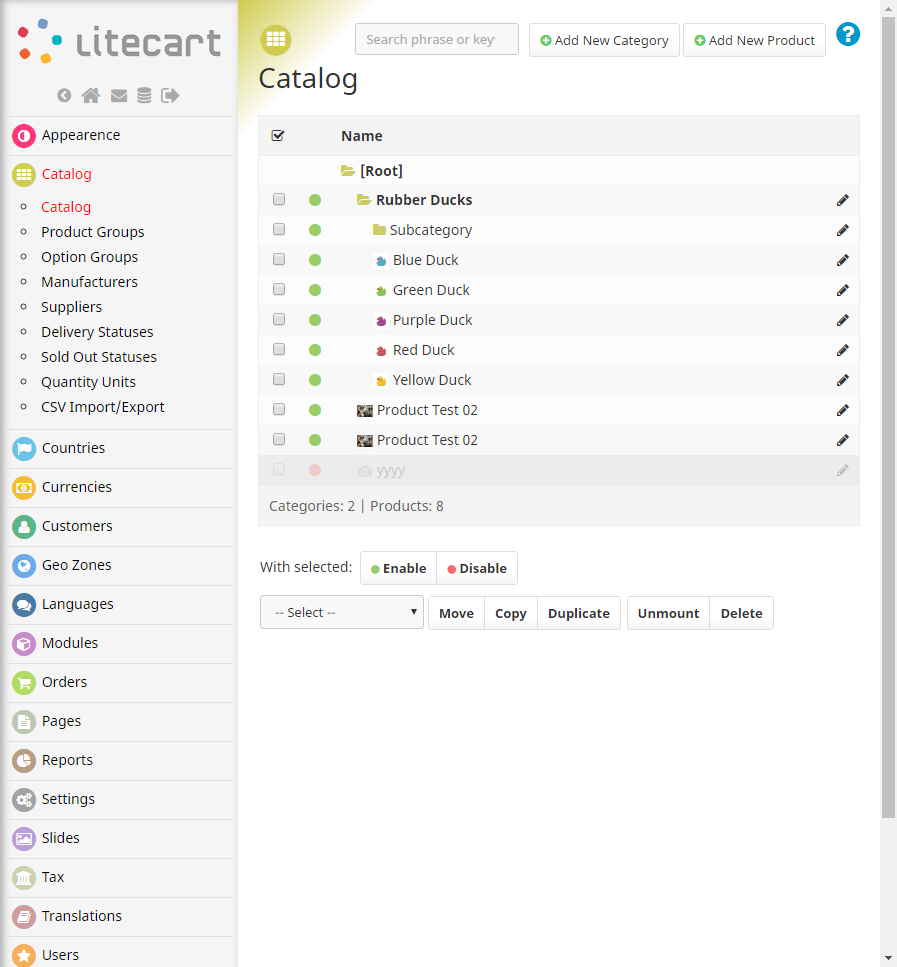 litecart
Appearence
Catalog
Catalog
Product Groups
Option Groups
Manufacturers
Suppliers
Delivery Statuses
Sold Out Statuses
Quantity Units
CSV Import/Export
Countries
Currencies
Customers
Geo Zones
Languages
Modules
Orders
Pages
Reports
Settings
Slides
Tax
Translations
Users
Search phrase or key
Add New Category
Add New Product
?
Catalog
Name
[Root]
Rubber Ducks
Subcategory
Blue Duck
Green Duck
Purple Duck
Red Duck
Yellow Duck
Product Test 02
Product Test 02
yyyy
Categories: 2 | Products: 8
With selected: Enable Disable
-- Select -- Move Copy Duplicate Unmount Delete